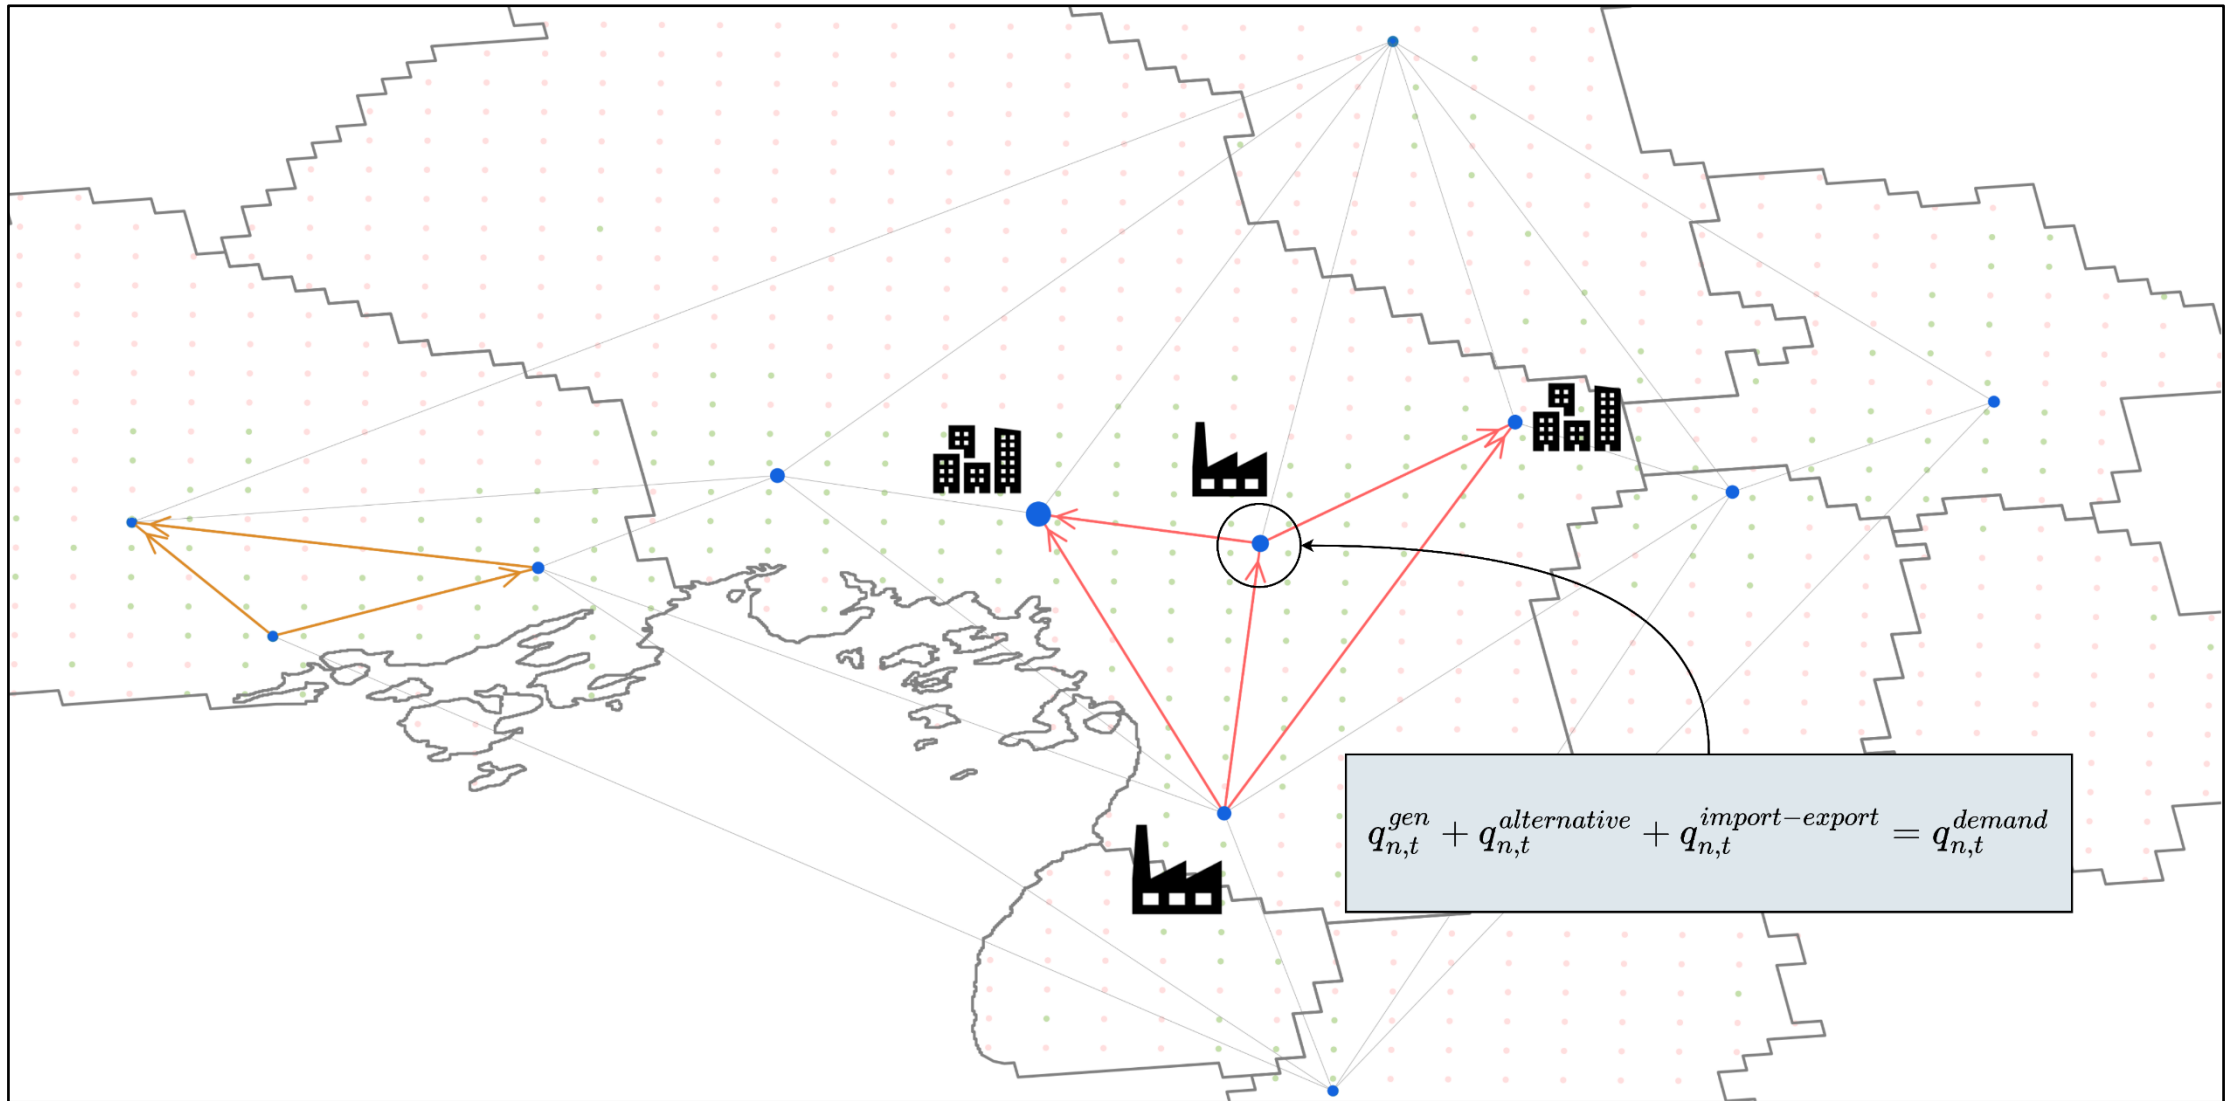 $q_{n,t}^{gen} + q_{n,t}^{alternative} + q_{n,t}^{import-export} = q_{n,t}^{demand}$